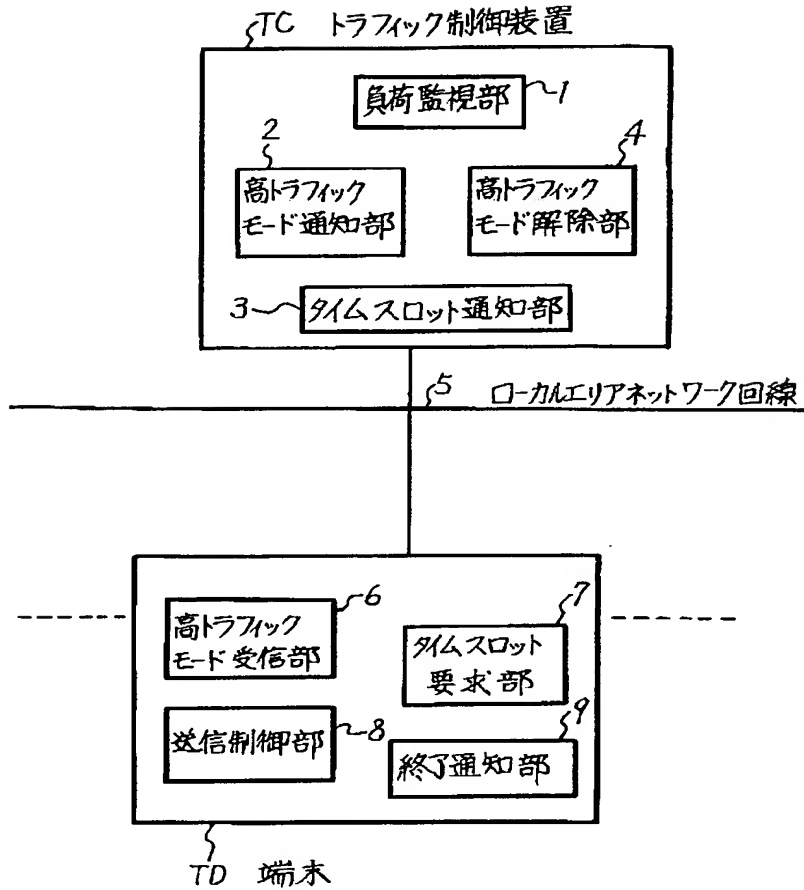 TC トラフィック制御装置
負荷監視部
1
2
4
高トラフィック
モード通知部
高トラフィック
モード解除部
3
タイムスロット通知部
5
ローカルエリアネットワーク回線
6
7
高トラフィック
モード受信部
タイムスロット
要求部
送信制御部
8
9
終了通知部
TD 端末